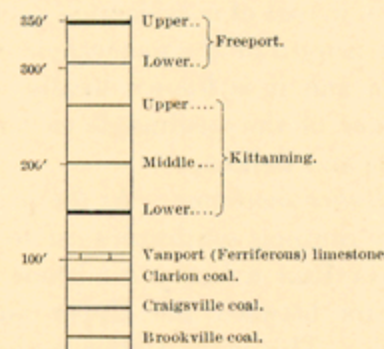 350' Upper..
Freeport.
300' Lower..
Upper....
200' Middle... Kittanning.
Lower....
100' Vanport (Ferriferous) limestone
Clarion coal.
Craigsville coal.
Brookville coal.